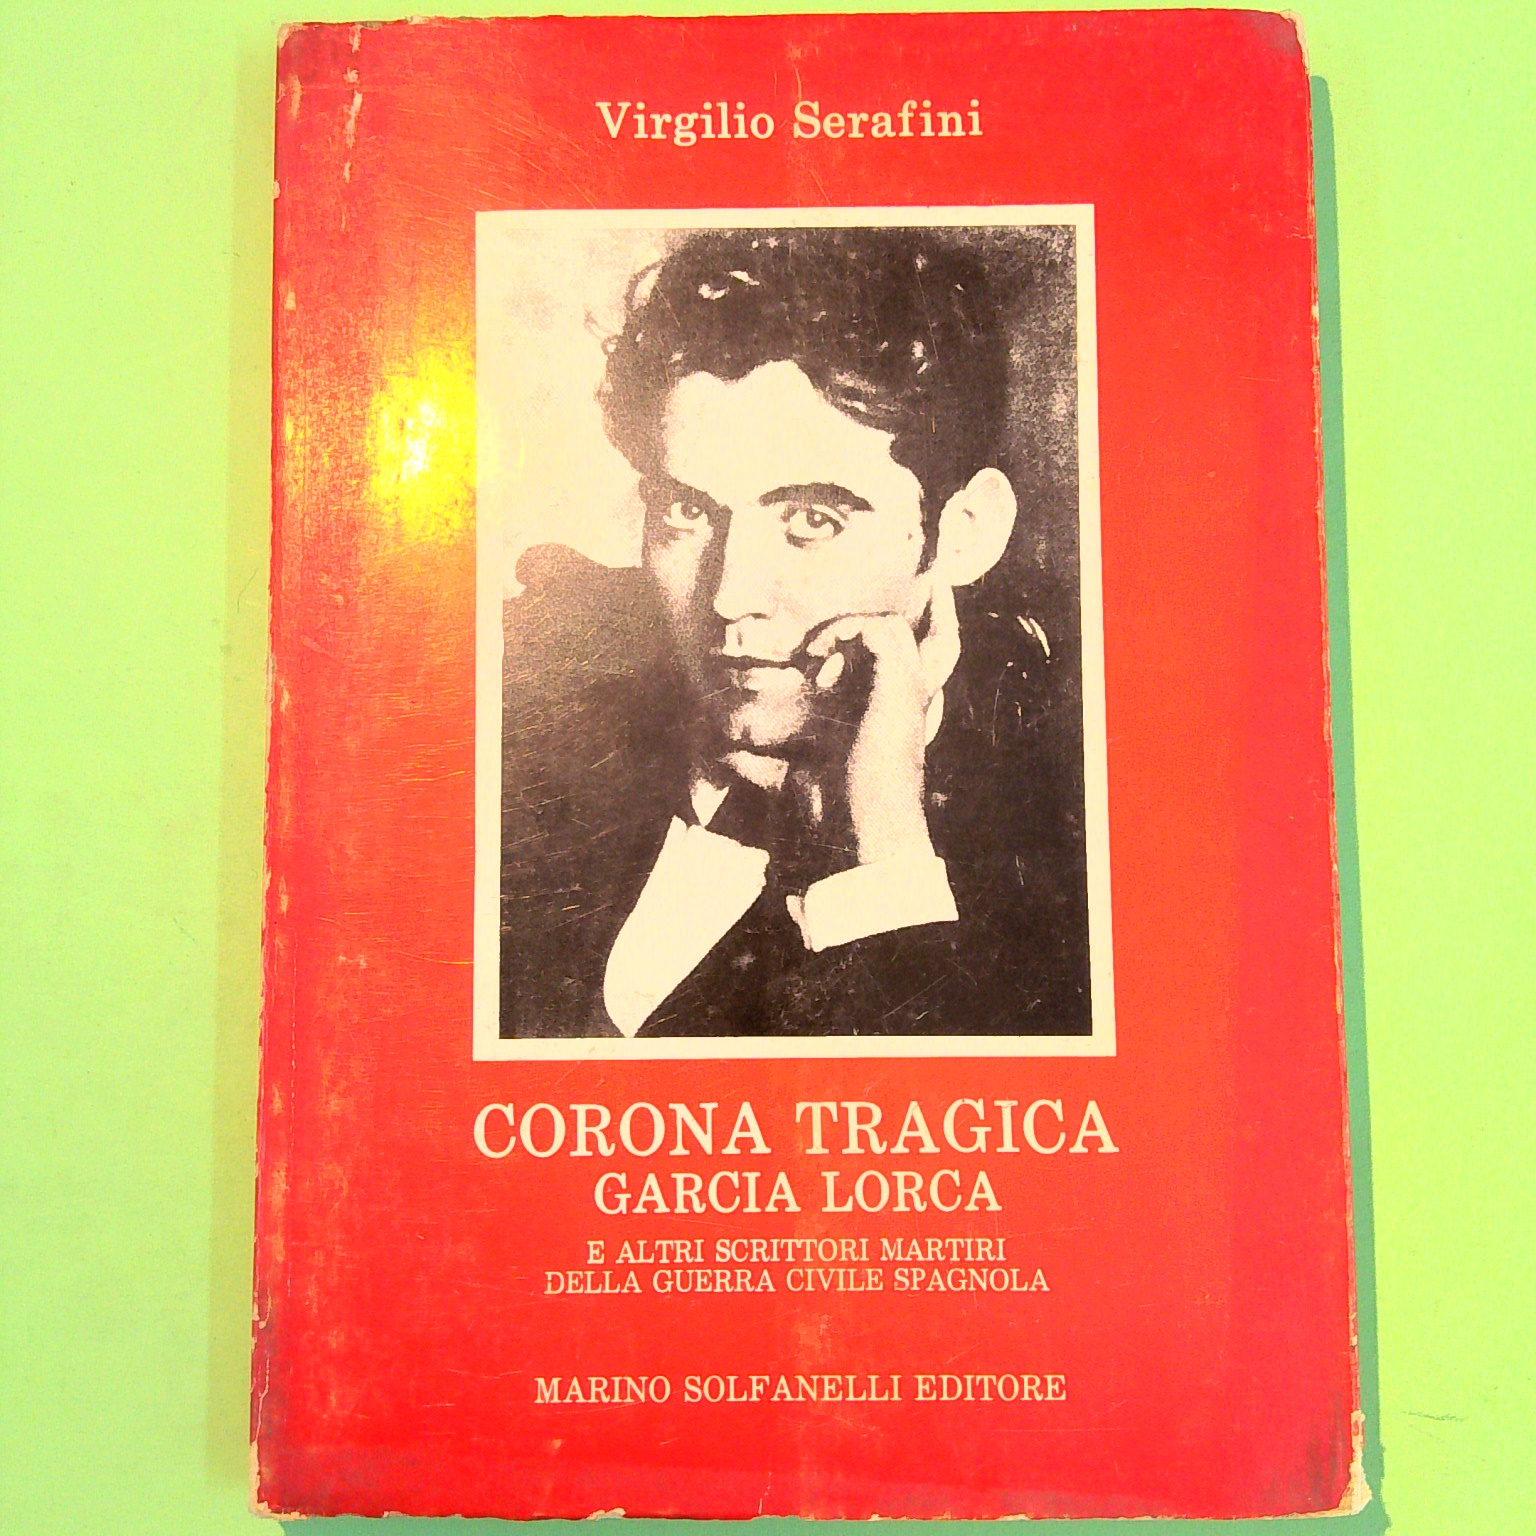 Virgilio Serafini
CORONA TRAGICA
GARCIA LORCA
E ALTRI SCRITTORI MARTIRI
DELLA GUERRA CIVILE SPAGNOLA
MARINO SOLFANELLI EDITORE